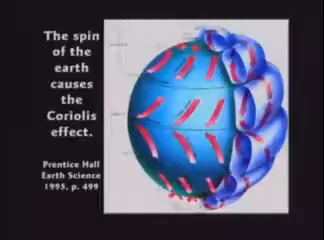 The spin
of the
earth
causes
the
Coriolis
effect.
Prentice Hall
Earth Science
1995, p. 499